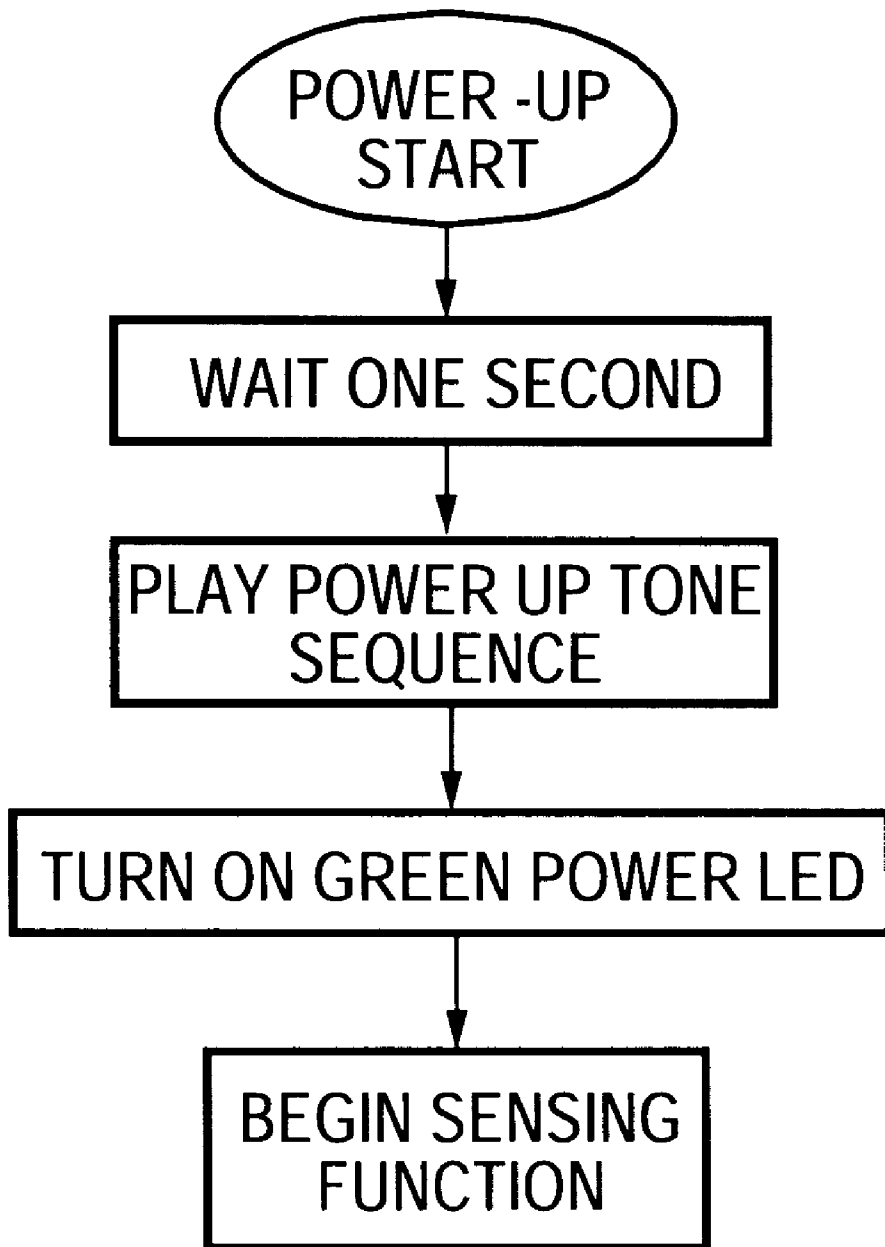 POWER -UP
START
WAIT ONE SECOND
PLAY POWER UP TONE
SEQUENCE
TURN ON GREEN POWER LED
BEGIN SENSING
FUNCTION